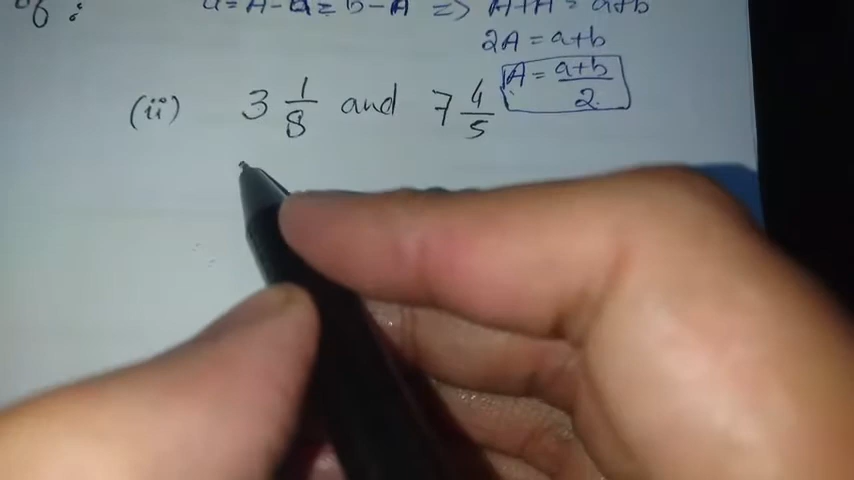 = A - a = b - A => A+A = a+b
2A = a+b
A = a+b/2
(ii) 3 1/8 and 7 4/5